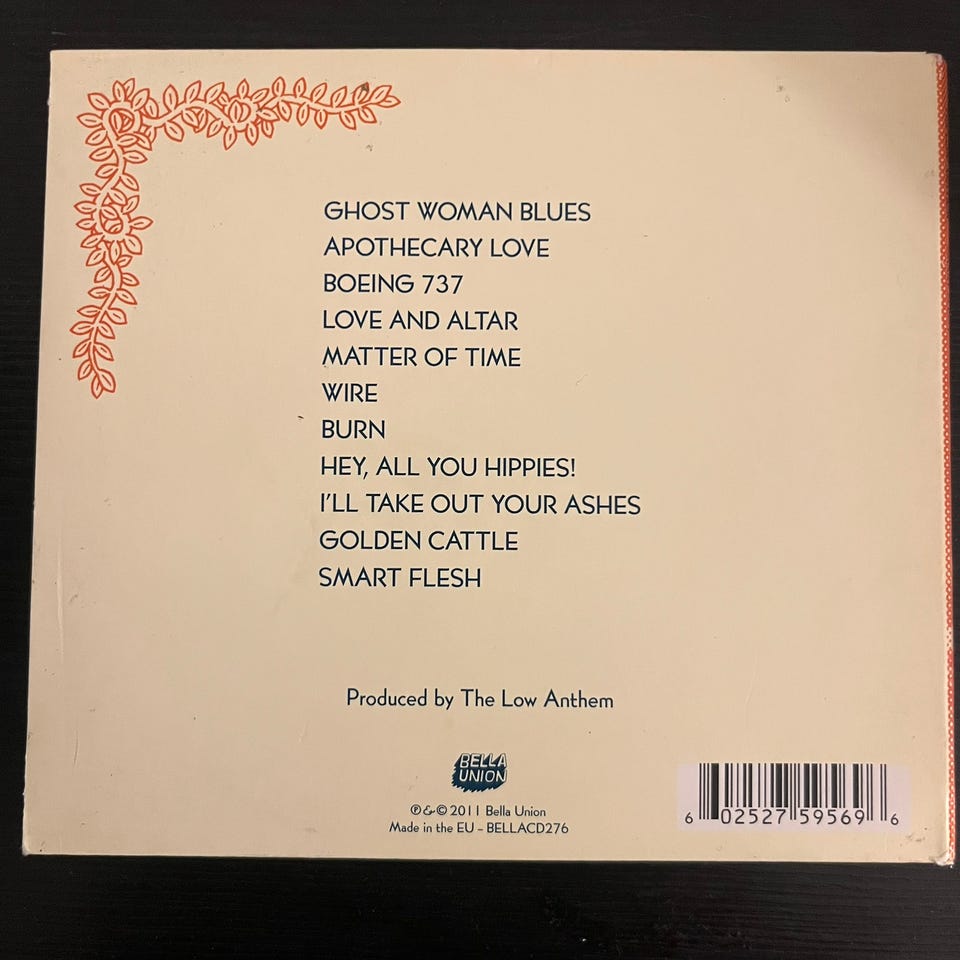 GHOST WOMAN BLUES
APOTHECARY LOVE
BOEING 737
LOVE AND ALTAR
MATTER OF TIME
WIRE
BURN
HEY, ALL YOU HIPPIES!
I'LL TAKE OUT YOUR ASHES
GOLDEN CATTLE
SMART FLESH
Produced by The Low Anthem
BELLA
UNION
℗&© 2011 Bella Union
Made in the EU – BELLACD276
6 02527 59569 6